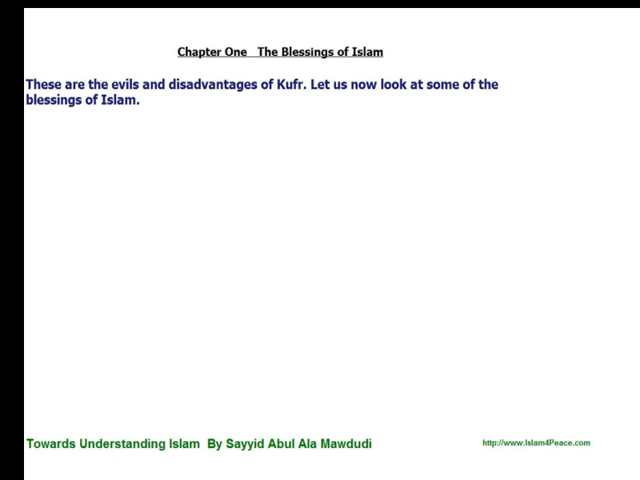 Chapter One   The Blessings of Islam
These are the evils and disadvantages of Kufr. Let us now look at some of the
blessings of Islam.
Towards Understanding Islam  By Sayyid Abul Ala Mawdudi
http://www.Islam4Peace.com